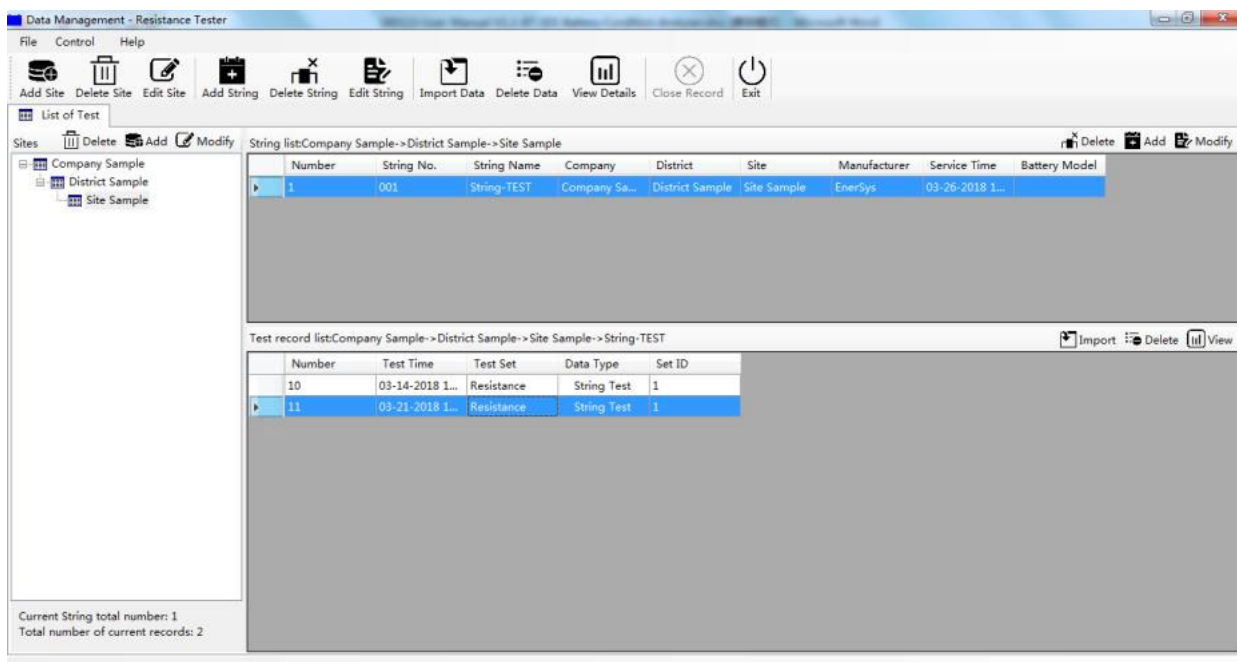 Data Management - Resistance Tester
File Control Help
Add Site Delete Site Edit Site Add String Delete String Edit String Import Data Delete Data View Details Close Record Exit
List of Test
Sites Delete Add Modify
Company Sample
District Sample
Site Sample
String list:Company Sample->District Sample->Site Sample Delete Add Modify
Number String No. String Name Company District Site Manufacturer Service Time Battery Model
1 001 String-TEST Company Sa... District Sample Site Sample EnerSys 03-26-2018 1...
Test record list:Company Sample->District Sample->Site Sample->String-TEST Import Delete View
Number Test Time Test Set Data Type Set ID
10 03-14-2018 1... Resistance String Test 1
11 03-21-2018 1... Resistance String Test 1
Current String total number: 1
Total number of current records: 2